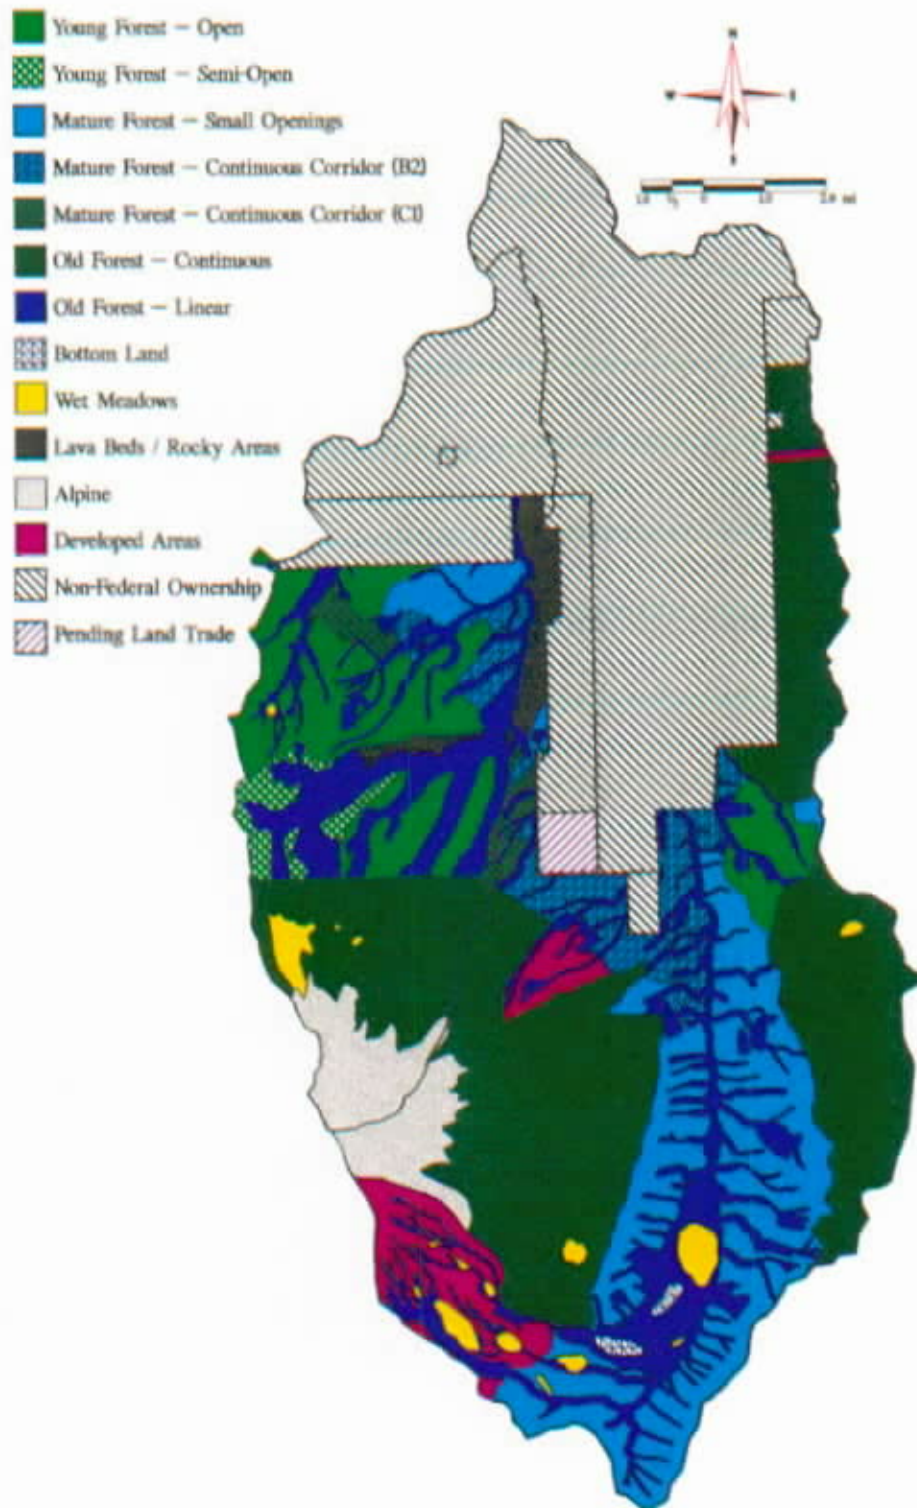 Young Forest – Open
Young Forest – Semi-Open
Mature Forest – Small Openings
Mature Forest – Continuous Corridor (B2)
Mature Forest – Continuous Corridor (C1)
Old Forest – Continuous
Old Forest – Linear
Bottom Land
Wet Meadows
Lava Beds / Rocky Areas
Alpine
Developed Areas
Non-Federal Ownership
Pending Land Trade
N
W
E
S
0
mi